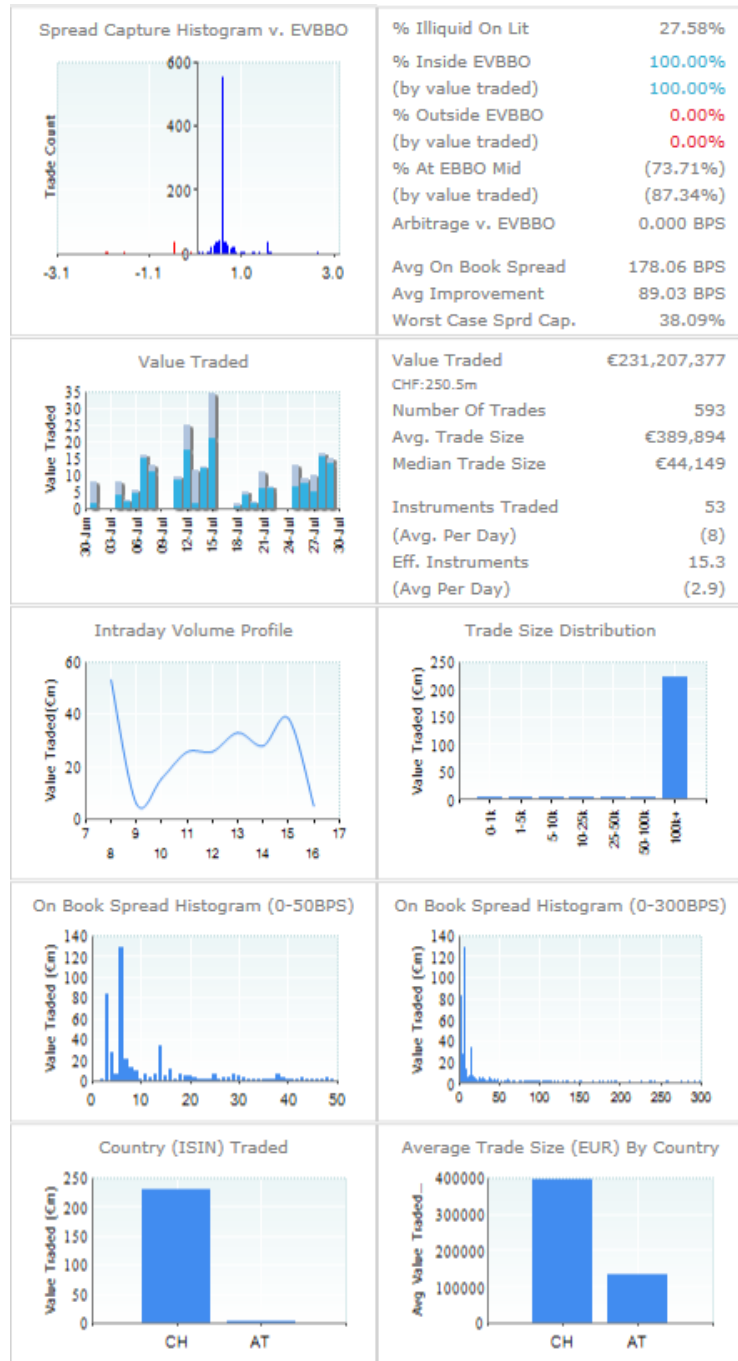 Spread Capture Histogram v. EVBBO
Trade Count
600
400
200
0
-3.1 -1.1 1.0 3.0
% Illiquid On Lit 27.58%
% Inside EVBBO 100.00%
(by value traded) 100.00%
% Outside EVBBO 0.00%
(by value traded) 0.00%
% At EBBO Mid (73.71%)
(by value traded) (87.34%)
Arbitrage v. EVBBO 0.000 BPS
Avg On Book Spread 178.06 BPS
Avg Improvement 89.03 BPS
Worst Case Sprd Cap. 38.09%
Value Traded
Value Traded
35
30
25
20
15
10
5
0
30-Jun 03-Jul 06-Jul 09-Jul 12-Jul 15-Jul 18-Jul 21-Jul 24-Jul 27-Jul 30-Jul
Value Traded €231,207,377
CHF:250.5m
Number Of Trades 593
Avg. Trade Size €389,894
Median Trade Size €44,149
Instruments Traded 53
(Avg. Per Day) (8)
Eff. Instruments 15.3
(Avg Per Day) (2.9)
Intraday Volume Profile
Value Traded(€m)
60
40
20
0
7 9 10 11 13 15 17
8 10 12 14 16
Trade Size Distribution
Value Traded (€m)
250
200
150
100
50
0
0-1k 1-5k 5-10k 10-25k 25-50k 50-100k 100k+
On Book Spread Histogram (0-50BPS)
Value Traded (€m)
140
120
100
80
60
40
20
0
0 10 20 30 40 50
On Book Spread Histogram (0-300BPS)
Value Traded (€m)
140
120
100
80
60
40
20
0
0 50 100 150 200 250 300
Country (ISIN) Traded
Value Traded (€m)
250
200
150
100
50
0
CH AT
Average Trade Size (EUR) By Country
Avg Value Traded...
400000
300000
200000
100000
0
CH AT